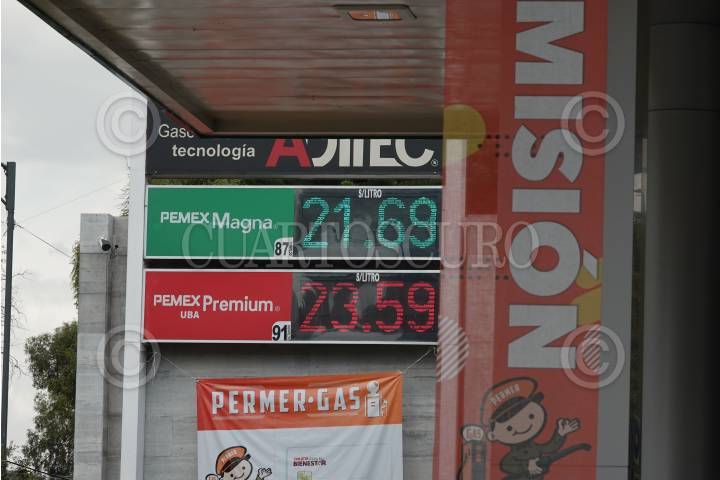 Gaso
tecnología ADITEC®
$/LITRO
PEMEX Magna® 87 21.69
$/LITRO
PEMEX Premium® 91 23.59
UBA
PERMER·GAS
BIENESTAR
MISIÓN
© CUARTOSCURO ©
© ©